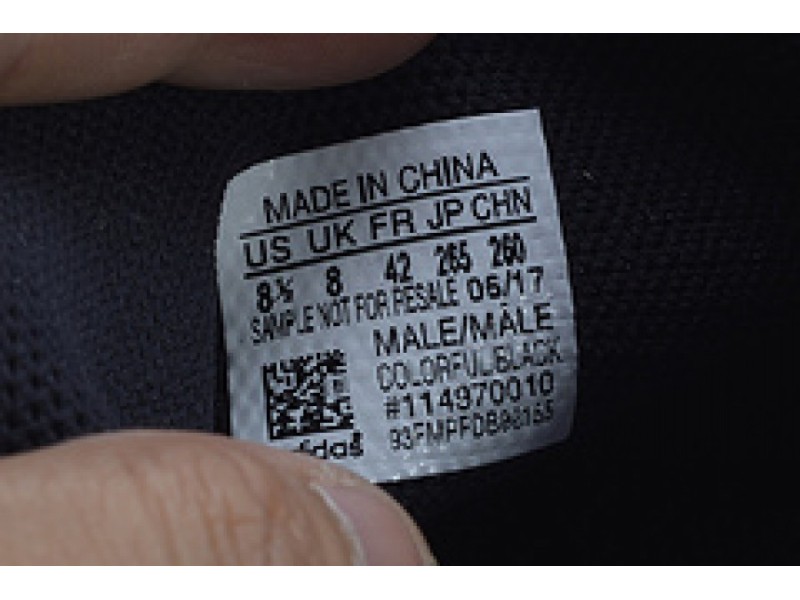 MADE IN CHINA
US UK FR JP CHN
8½ 8 42 265 260
SAMPLE NOT FOR RESALE 06/17
MALE/MALE
COLORFUL/BLACK
#114970010
adidas